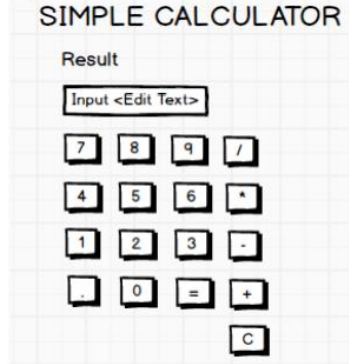 SIMPLE CALCULATOR
Result
Input <Edit Text>
7 8 9 /
4 5 6 *
1 2 3 -
. 0 = +
C